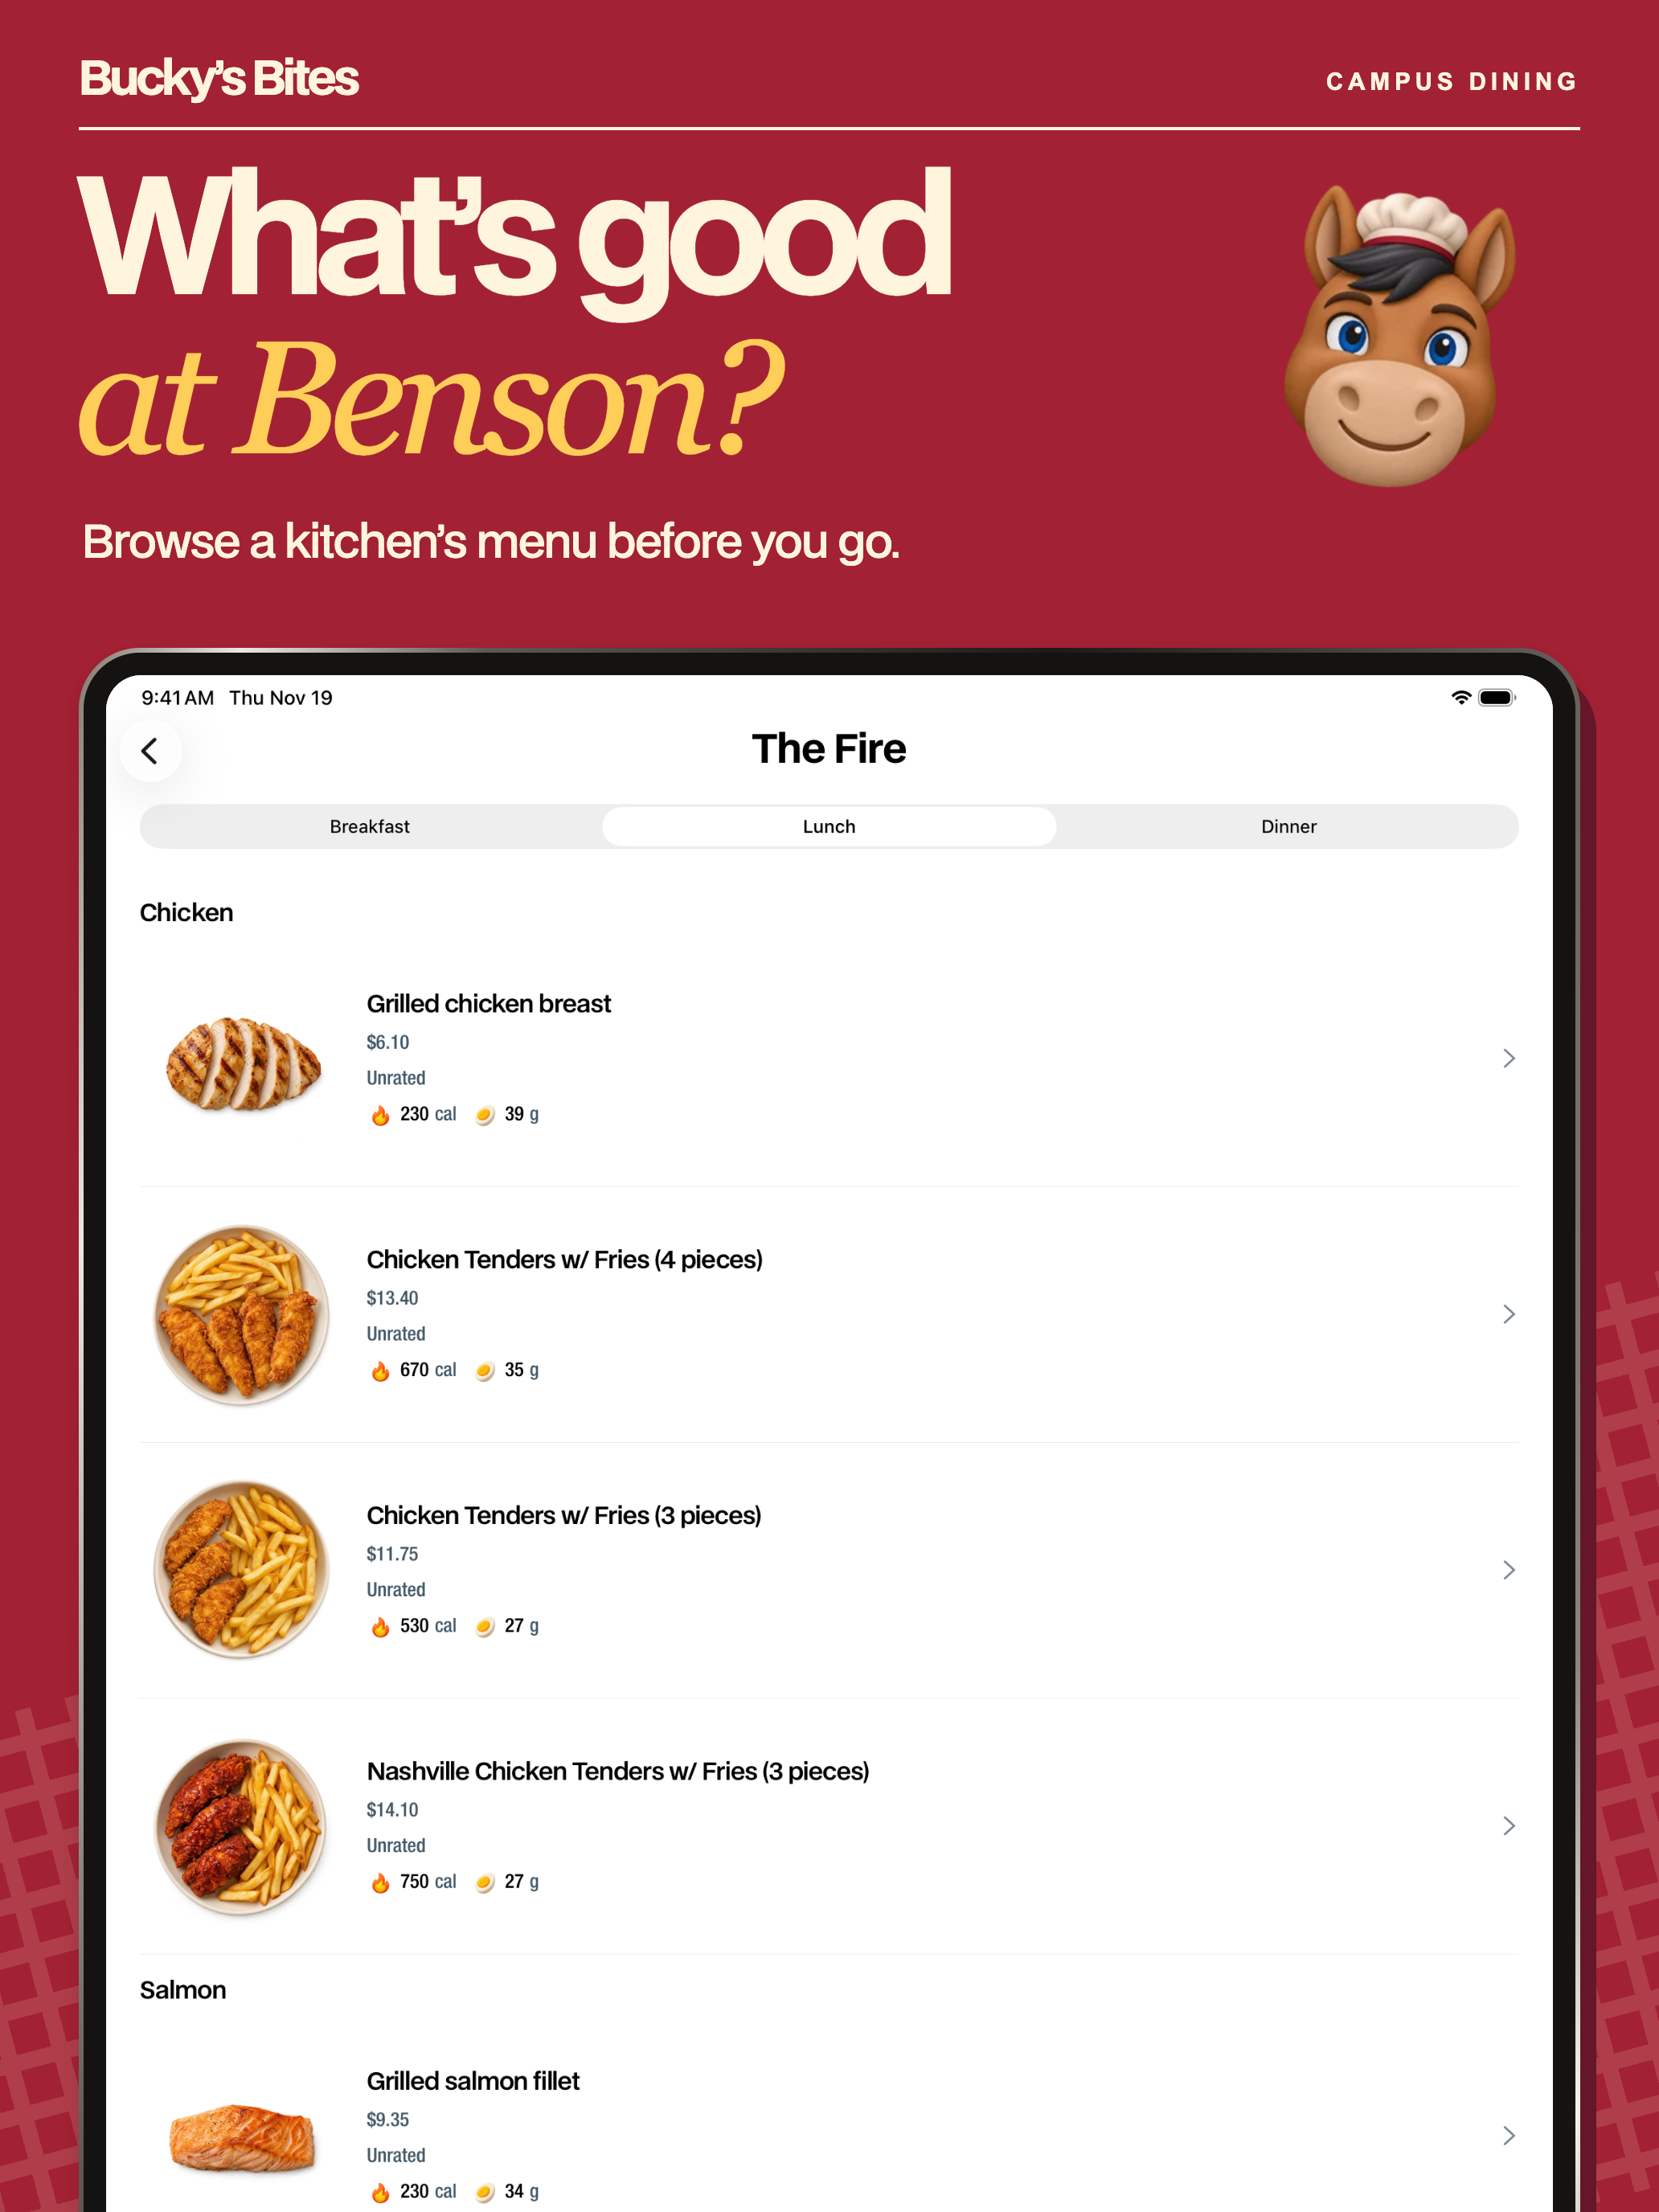 Bucky’s Bites
CAMPUS DINING
What’s good
at Benson?
Browse a kitchen’s menu before you go.
9:41 AM Thu Nov 19
The Fire
Breakfast
Lunch
Dinner
Chicken
Grilled chicken breast
$6.10
Unrated
230 cal 39 g
Chicken Tenders w/ Fries (4 pieces)
$13.40
Unrated
670 cal 35 g
Chicken Tenders w/ Fries (3 pieces)
$11.75
Unrated
530 cal 27 g
Nashville Chicken Tenders w/ Fries (3 pieces)
$14.10
Unrated
750 cal 27 g
Salmon
Grilled salmon fillet
$9.35
Unrated
230 cal 34 g